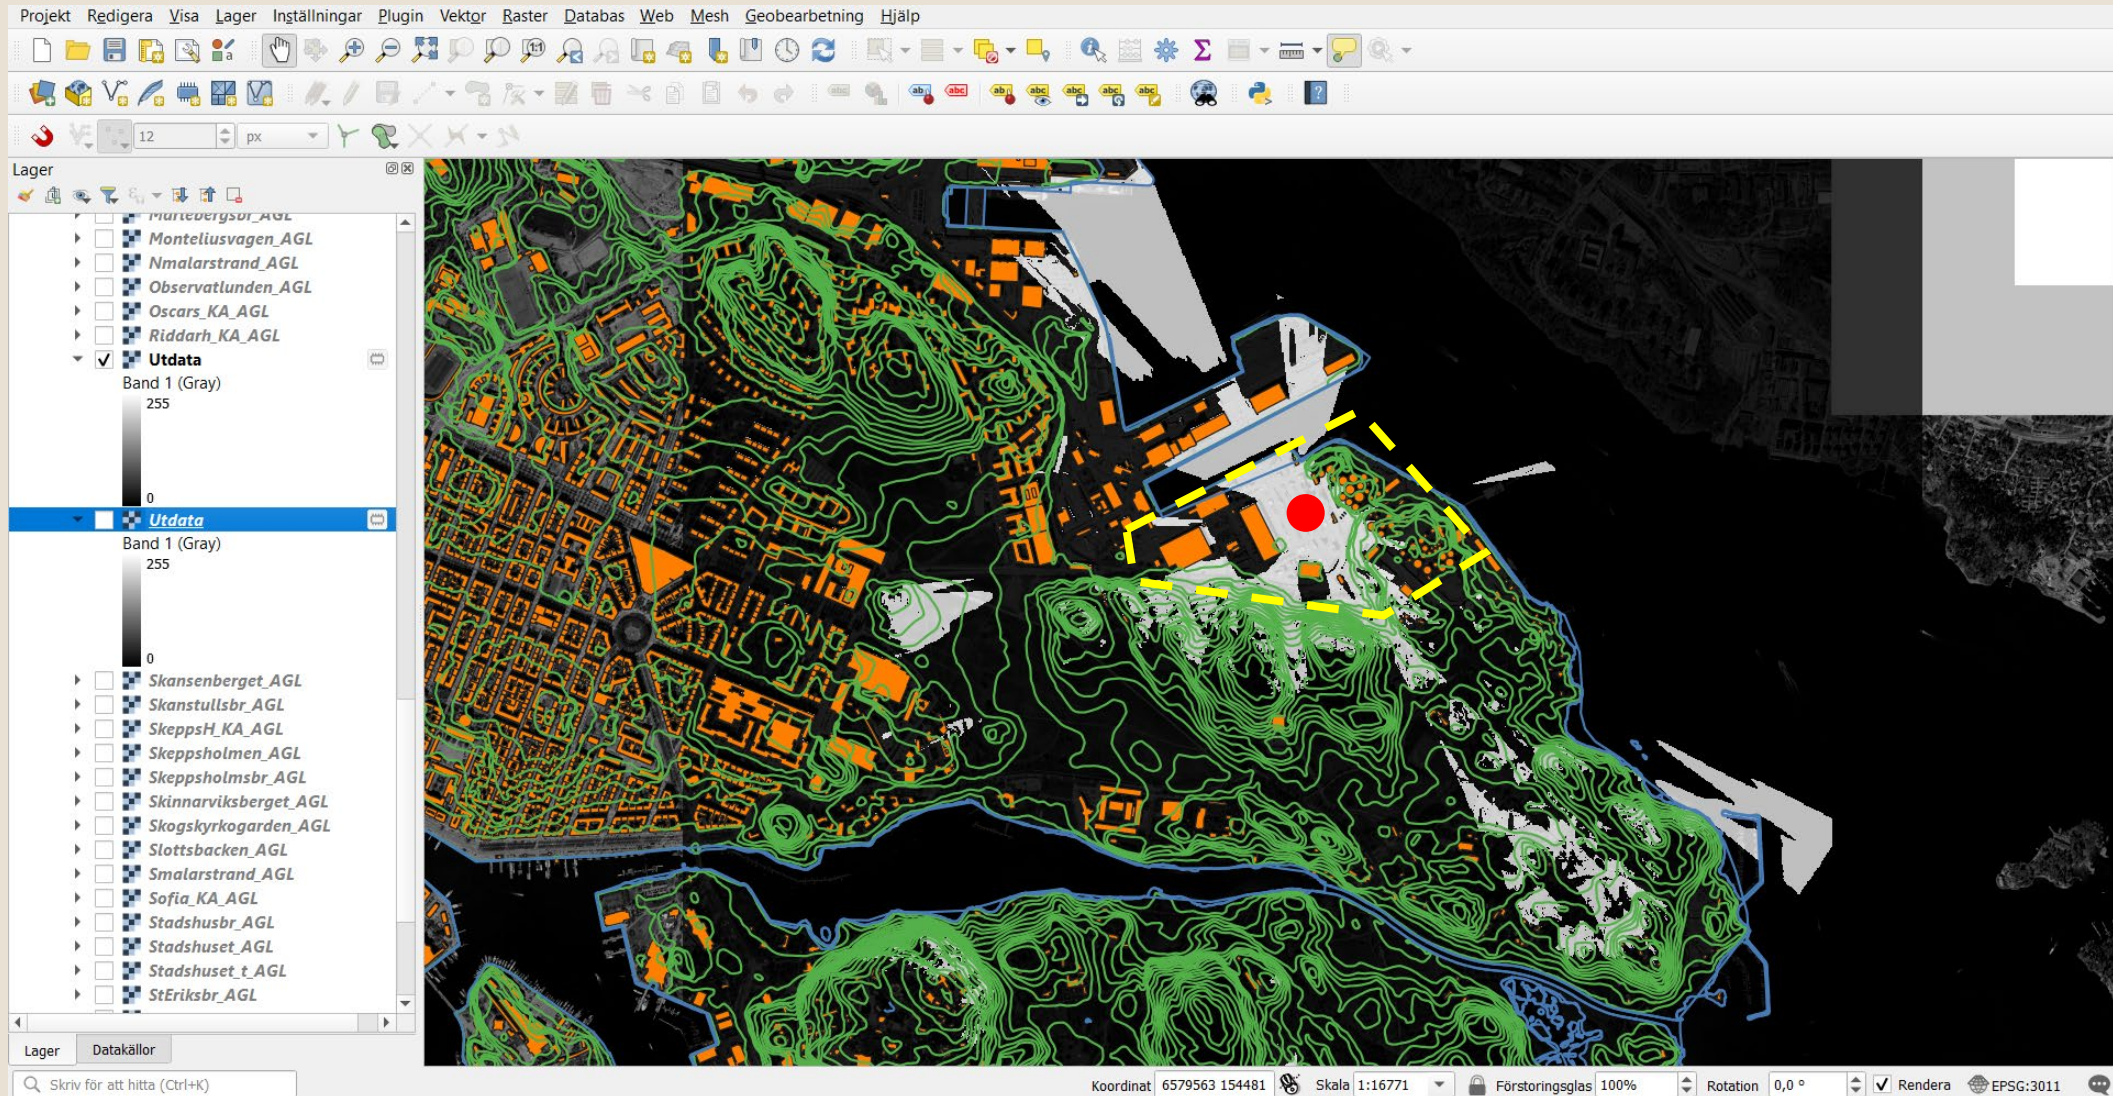 Projekt Redigera Visa Lager Inställningar Plugin Vektor Raster Databas Web Mesh Geobearbetning Hjälp
12 px
Lager
Martebergsbr_AGL
Monteliusvagen_AGL
Nmalarstrand_AGL
Observatlunden_AGL
Oscars_KA_AGL
Riddarh_KA_AGL
Utdata
Band 1 (Gray)
255
0
Utdata
Band 1 (Gray)
255
0
Skansenberget_AGL
Skanstullsbr_AGL
SkeppsH_KA_AGL
Skeppsholmen_AGL
Skeppsholmsbr_AGL
Skinnarviksberget_AGL
Skogskyrkogarden_AGL
Slottsbacken_AGL
Smalarstrand_AGL
Sofia_KA_AGL
Stadshusbr_AGL
Stadshuset_AGL
Stadshuset_t_AGL
StEriksbr_AGL
Lager Datakällor
Skriv för att hitta (Ctrl+K) Koordinat 6579563 154481 Skala 1:16771 Förstoringsglas 100% Rotation 0,0 ° Rendera EPSG:3011